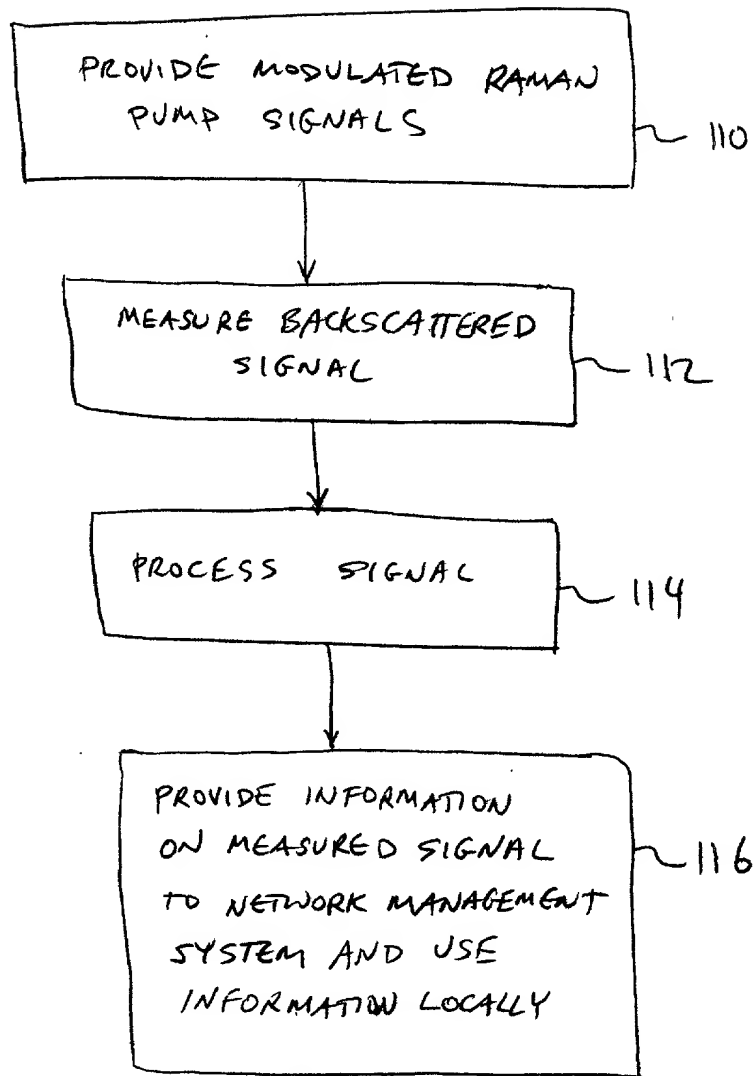 PROVIDE MODULATED RAMAN
PUMP SIGNALS
110
MEASURE BACKSCATTERED
SIGNAL
112
PROCESS SIGNAL
114
PROVIDE INFORMATION
ON MEASURED SIGNAL
TO NETWORK MANAGEMENT
SYSTEM AND USE
INFORMATION LOCALLY
116